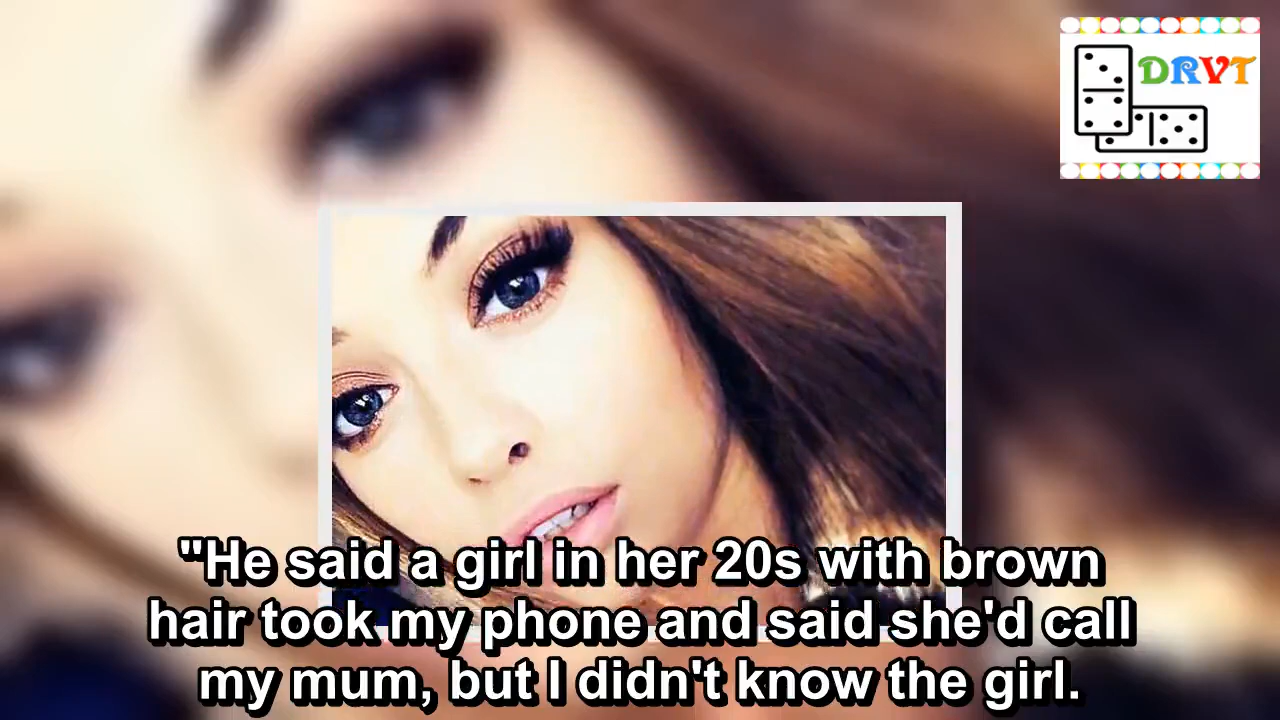 DRVT
"He said a girl in her 20s with brown
hair took my phone and said she'd call
my mum, but I didn't know the girl.